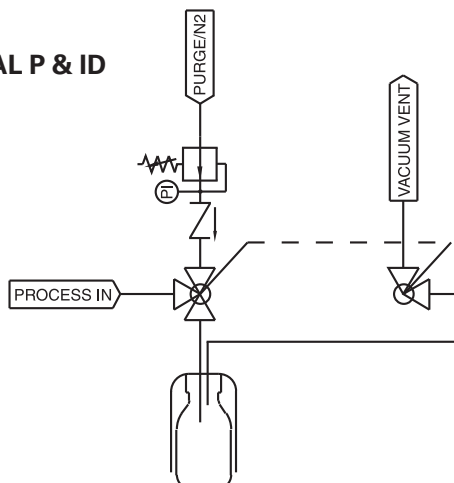 AL P & ID
PURGE/N2
VACUUM VENT
PI
PROCESS IN